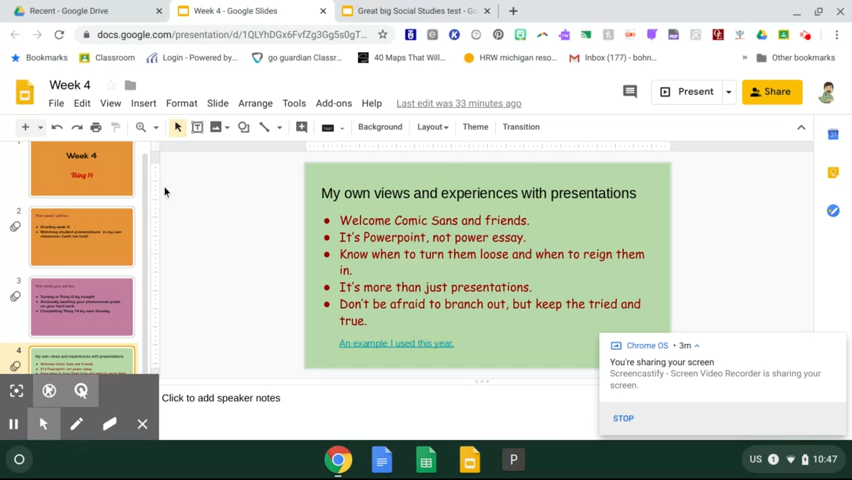 Recent - Google Drive
Week 4 - Google Slides
Great big Social Studies test - Go
docs.google.com/presentation/d/1QLYhDGx6FvfZg3Gg5s0gT...
Bookmarks
Classroom
Login - Powered by...
go guardian Classr...
40 Maps That Will...
HRW michigan reso...
Inbox (177) - bohn...
Other bookmarks
Week 4
File Edit View Insert Format Slide Arrange Tools Add-ons Help Last edit was 33 minutes ago
Present
Share
Background Layout Theme Transition
Week 4
Thing 14
2
3
4
My own views and experiences with presentations
Welcome Comic Sans and friends.
It's Powerpoint, not power essay.
Know when to turn them loose and when to reign them
in.
It's more than just presentations.
Don't be afraid to branch out, but keep the tried and
true.
An example I used this year.
Click to add speaker notes
Chrome OS • 3m
You're sharing your screen
Screencastify - Screen Video Recorder is sharing your
screen.
STOP
US 1 10:47